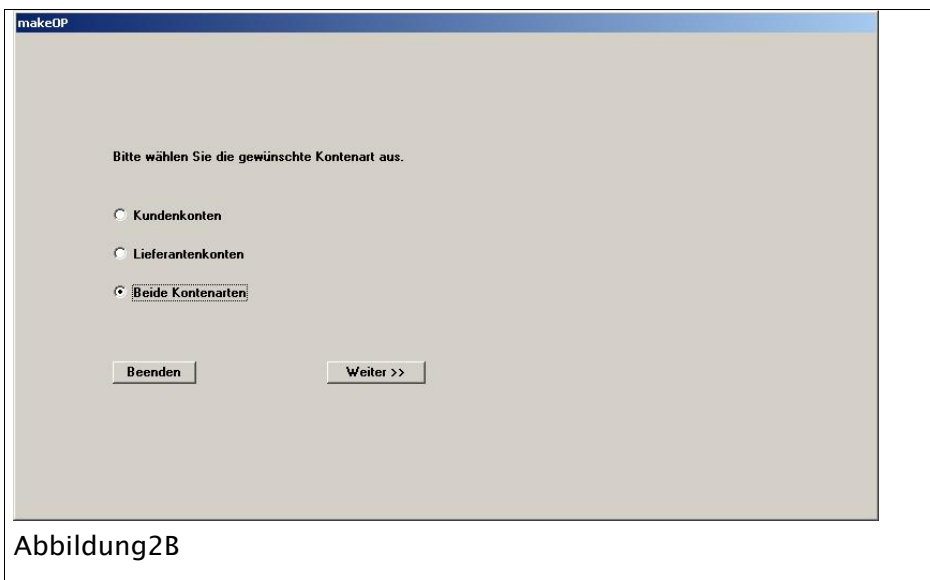 makeOP
Bitte wählen Sie die gewünschte Kontenart aus.
Kundenkonten
Lieferantenkonten
Beide Kontenarten
Beenden Weiter >>
Abbildung2B